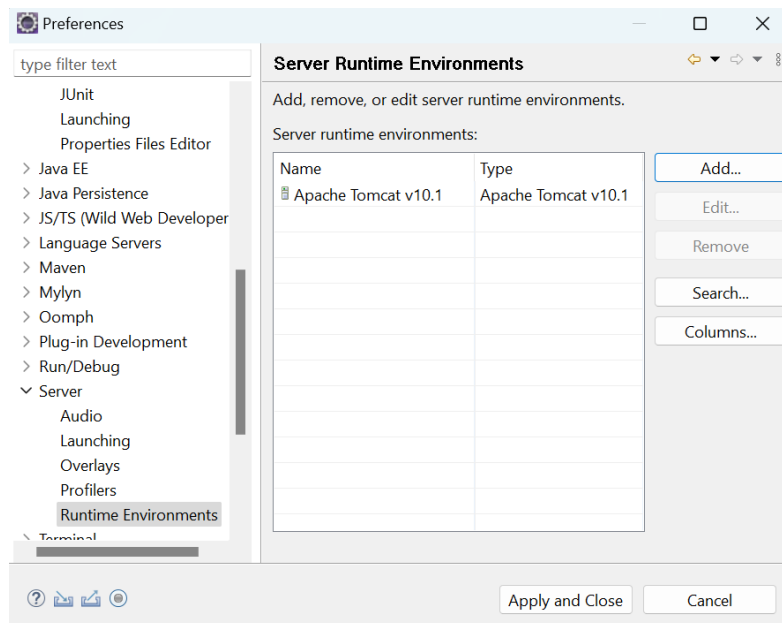 Preferences
type filter text
JUnit
Launching
Properties Files Editor
Java EE
Java Persistence
JS/TS (Wild Web Developer
Language Servers
Maven
Mylyn
Oomph
Plug-in Development
Run/Debug
Server
Audio
Launching
Overlays
Profilers
Runtime Environments
Terminal
Server Runtime Environments
Add, remove, or edit server runtime environments.
Server runtime environments:
Name Type
Apache Tomcat v10.1 Apache Tomcat v10.1
Add...
Edit...
Remove
Search...
Columns...
Apply and Close Cancel